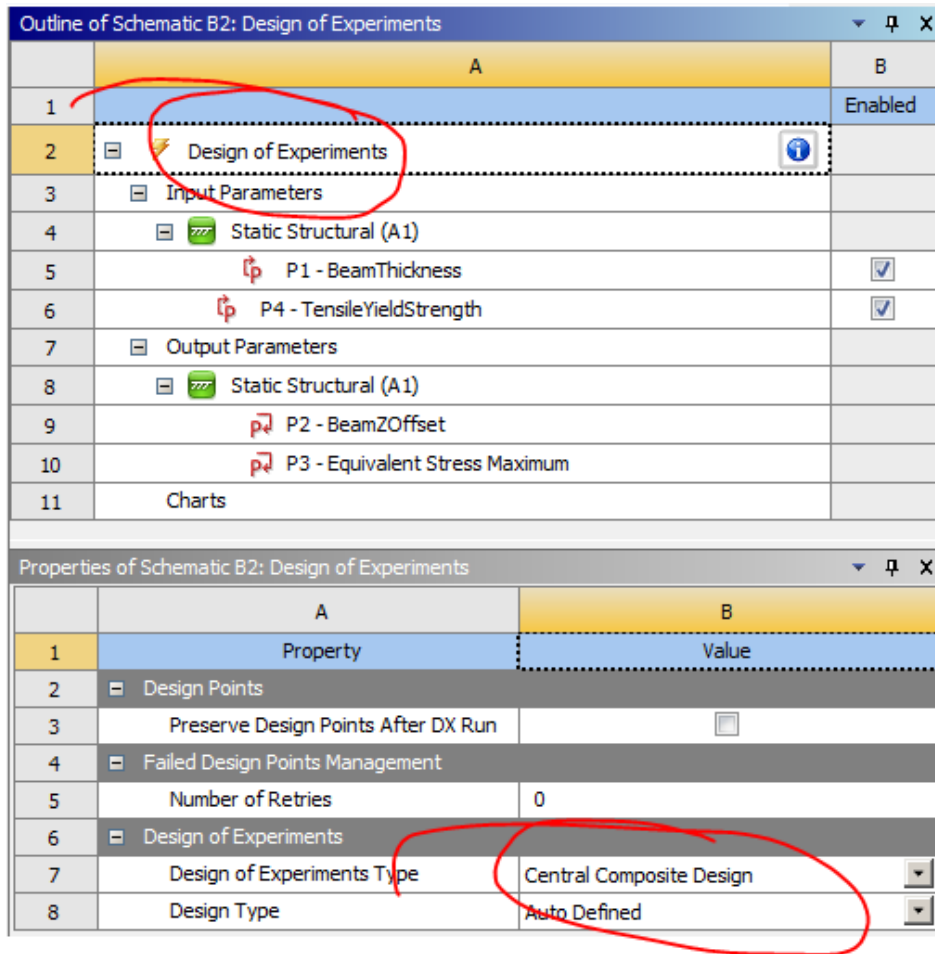 Outline of Schematic B2: Design of Experiments
A B
1 Enabled
2 Design of Experiments
3 Input Parameters
4 Static Structural (A1)
5 P1 - BeamThickness
6 P4 - TensileYieldStrength
7 Output Parameters
8 Static Structural (A1)
9 P2 - BeamZOffset
10 P3 - Equivalent Stress Maximum
11 Charts
Properties of Schematic B2: Design of Experiments
A B
1 Property Value
2 Design Points
3 Preserve Design Points After DX Run
4 Failed Design Points Management
5 Number of Retries 0
6 Design of Experiments
7 Design of Experiments Type Central Composite Design
8 Design Type Auto Defined